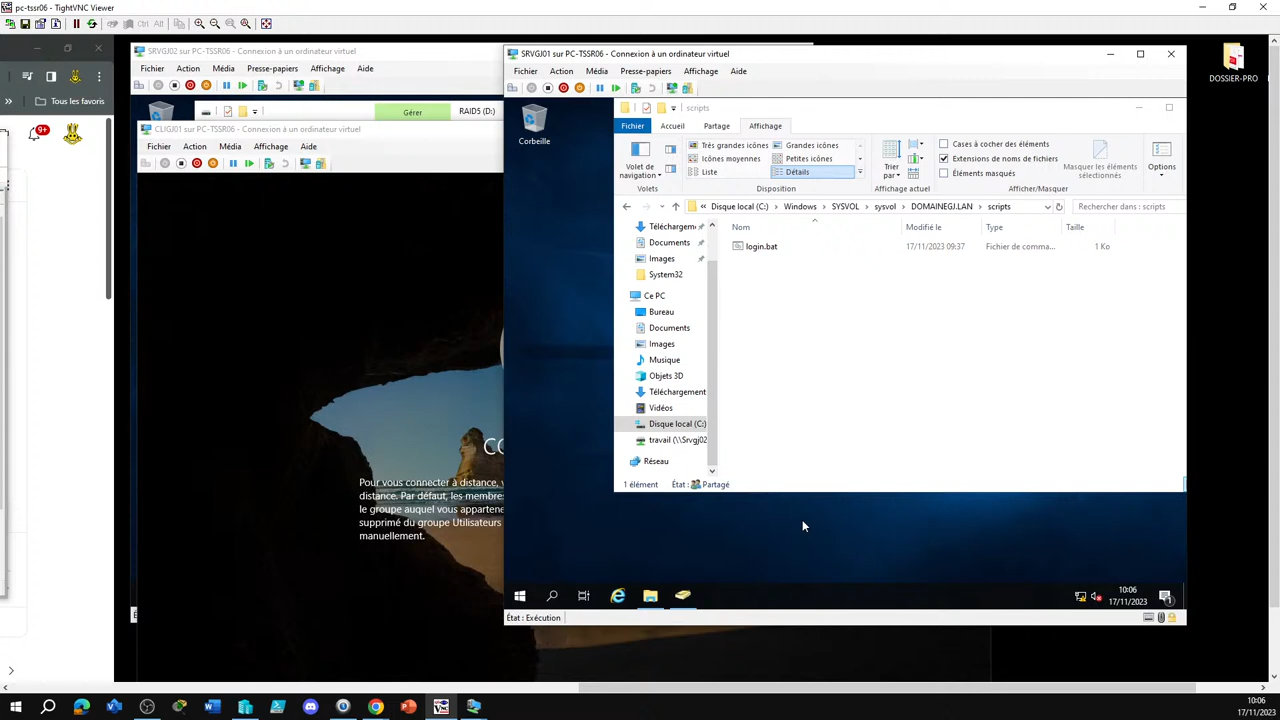 pc-tssr06 - TightVNC Viewer
Ctrl Alt
Tous les favoris
9+
SRVGJ02 sur PC-TSSR06 - Connexion à un ordinateur virtuel
Fichier Action Média Presse-papiers Affichage Aide
Gérer RAID5 (D:)
CLIGJ01 sur PC-TSSR06 - Connexion à un ordinateur virtuel
Fichier Action Média Affichage Aide
Pour vous connecter à distance, v
distance. Par défaut, les membres
le groupe auquel vous appartene
supprimé du groupe Utilisateurs
manuellement.
SRVGJ01 sur PC-TSSR06 - Connexion à un ordinateur virtuel
Fichier Action Média Presse-papiers Affichage Aide
Corbeille
scripts
Fichier Accueil Partage Affichage
Volet de navigation
Volets
Très grandes icônes Grandes icônes
Icônes moyennes Petites icônes
Liste Détails
Disposition
Trier par
Affichage actuel
Cases à cocher des éléments
Extensions de noms de fichiers
Éléments masqués
Masquer les éléments sélectionnés
Afficher/Masquer
Options
« Disque local (C:) > Windows > SYSVOL > sysvol > DOMAINEGJ.LAN > scripts
Rechercher dans : scripts
Nom Modifié le Type Taille
login.bat 17/11/2023 09:37 Fichier de comma... 1 Ko
Téléchargem
Documents
Images
System32
Ce PC
Bureau
Documents
Images
Musique
Objets 3D
Téléchargement
Vidéos
Disque local (C:)
travail (\\Srvgj02
Réseau
1 élément État : Partagé
10:06
17/11/2023
1
État : Exécution
DOSSIER-PRO
10:06
17/11/2023